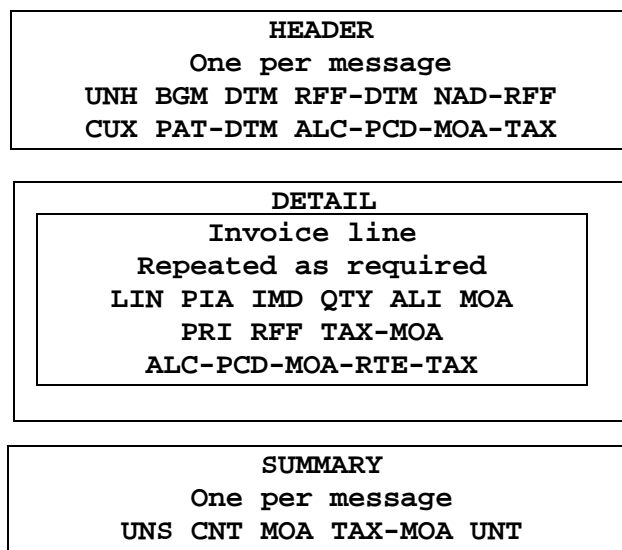 HEADER
One per message
UNH BGM DTM RFF-DTM NAD-RFF
CUX PAT-DTM ALC-PCD-MOA-TAX
DETAIL
Invoice line
Repeated as required
LIN PIA IMD QTY ALI MOA
PRI RFF TAX-MOA
ALC-PCD-MOA-RTE-TAX
SUMMARY
One per message
UNS CNT MOA TAX-MOA UNT